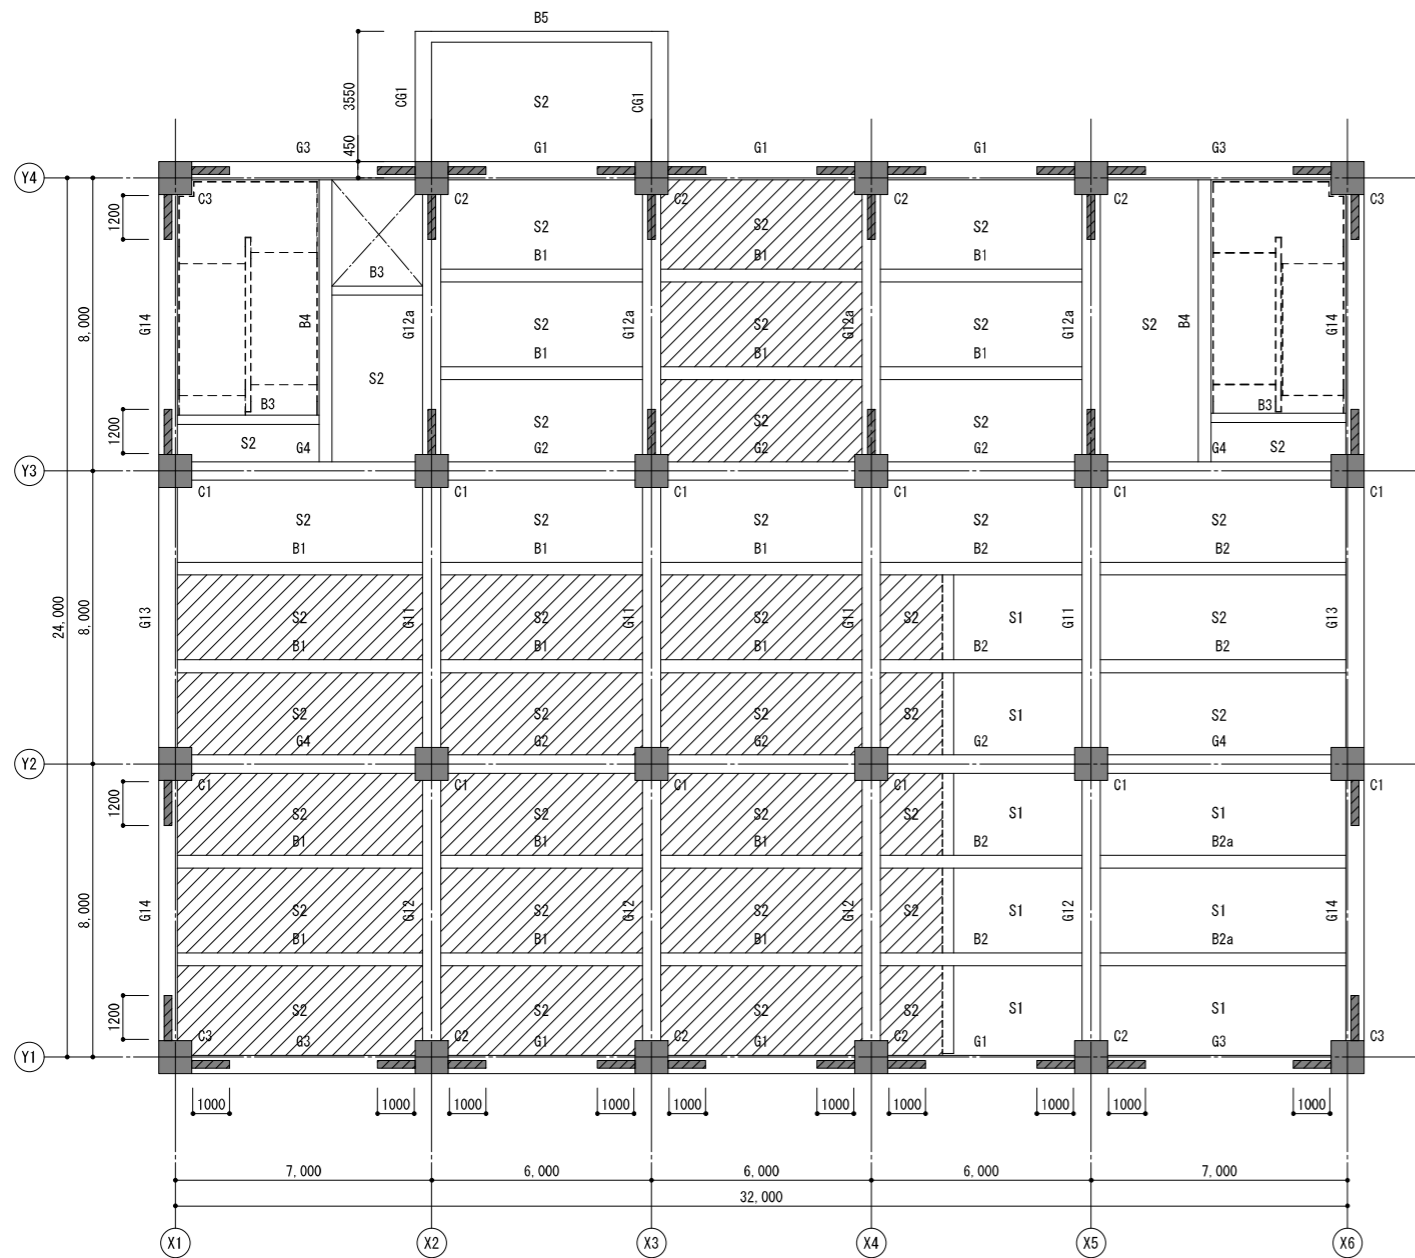 B5
3550
CG1
S2
CG1
450
G3
G1
G1
G1
G3
Y4
C3
C2
C2
C2
C2
C3
1200
S2
S2
S2
B3
B1
B1
B1
8,000
G14
B4
G12a
S2
B1
G12a
S2
B1
G12a
S2
B1
G12a
S2
B4
G14
S2
B3
B3
1200
S2
G4
S2
G2
S2
G2
S2
G2
G4
S2
Y3
C1
C1
C1
C1
C1
C1
S2
S2
S2
S2
S2
B1
B1
B1
B2
B2
24,000
8,000
G13
S2
B1
G11
S2
B1
G11
S2
B1
G11
S2
S1
B2
G11
S2
B2
G13
S2
S2
S2
S2
S1
S2
G4
G2
G2
G2
G4
Y2
C1
C1
C1
C1
C1
C1
1200
S2
S2
S2
S2
S1
S1
B1
B1
B1
B2
B2a
8,000
G14
S2
B1
G12
S2
B1
G12
S2
B1
G12
S2
S1
B2
G12
S1
B2a
G14
1200
S2
S2
S2
S2
S1
S1
C3
G3
C2
G1
C2
G1
C2
G1
C2
G3
C3
Y1
1000
1000
1000
1000
1000
1000
1000
1000
1000
1000
7,000
6,000
6,000
6,000
7,000
32,000
X1
X2
X3
X4
X5
X6